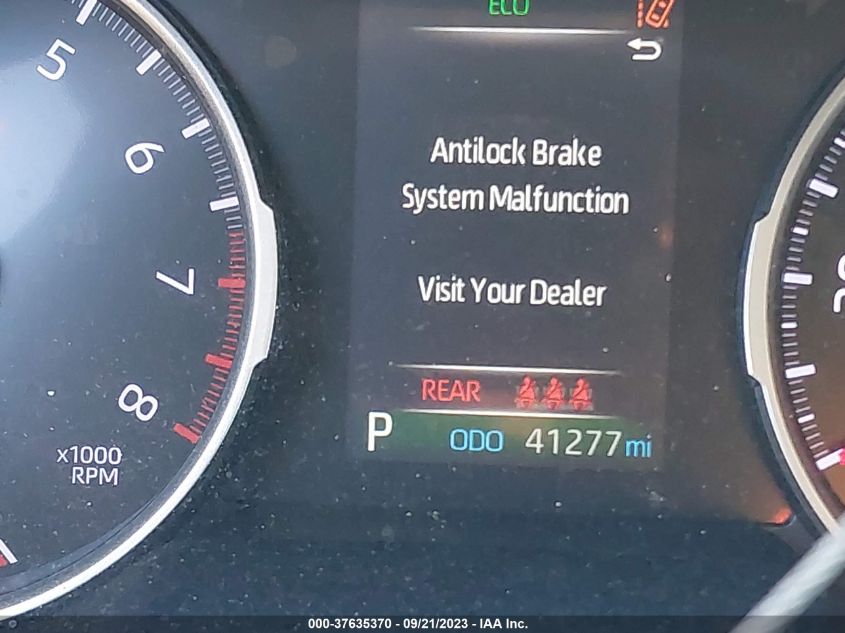 ECO
5
6
7
8
x1000
RPM
Antilock Brake
System Malfunction
Visit Your Dealer
REAR
P ODO 41277 mi
000-37635370 - 09/21/2023 - IAA Inc.